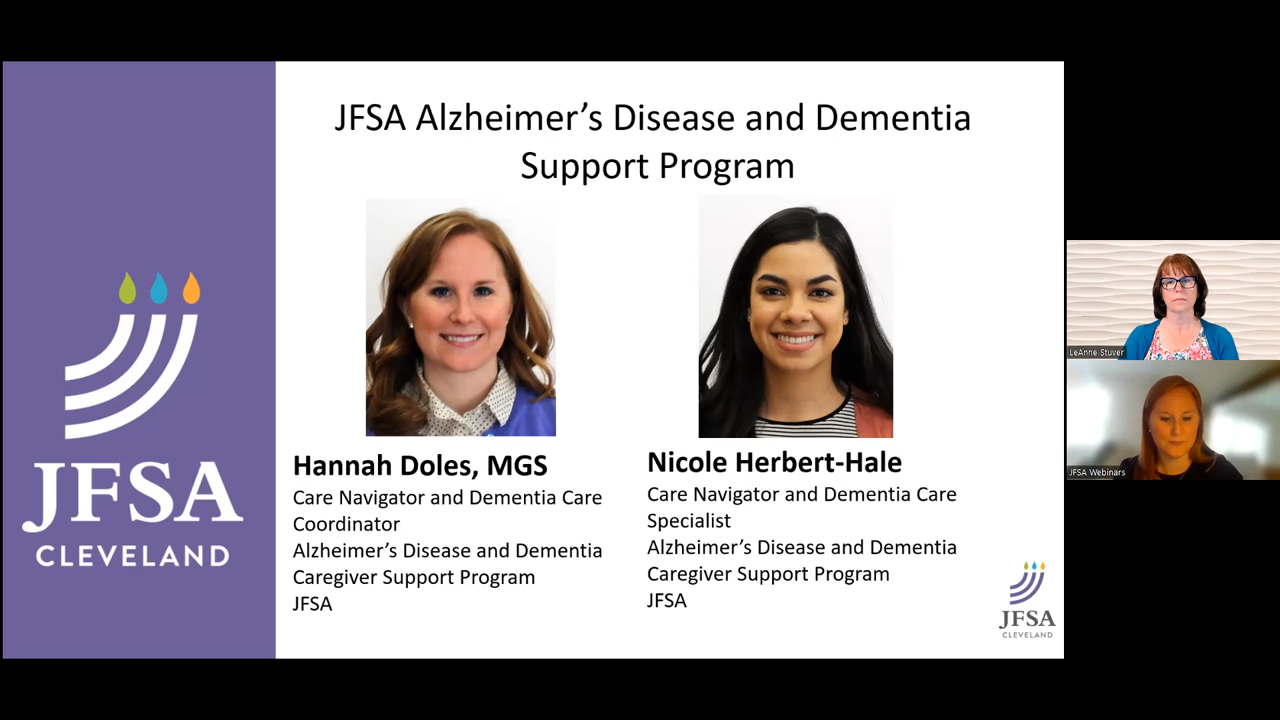 JFSA Alzheimer’s Disease and Dementia
Support Program
JFSA
CLEVELAND
Hannah Doles, MGS
Care Navigator and Dementia Care
Coordinator
Alzheimer’s Disease and Dementia
Caregiver Support Program
JFSA
Nicole Herbert-Hale
Care Navigator and Dementia Care
Specialist
Alzheimer’s Disease and Dementia
Caregiver Support Program
JFSA
JFSA
CLEVELAND
LeAnne Stuver
JFSA Webinars